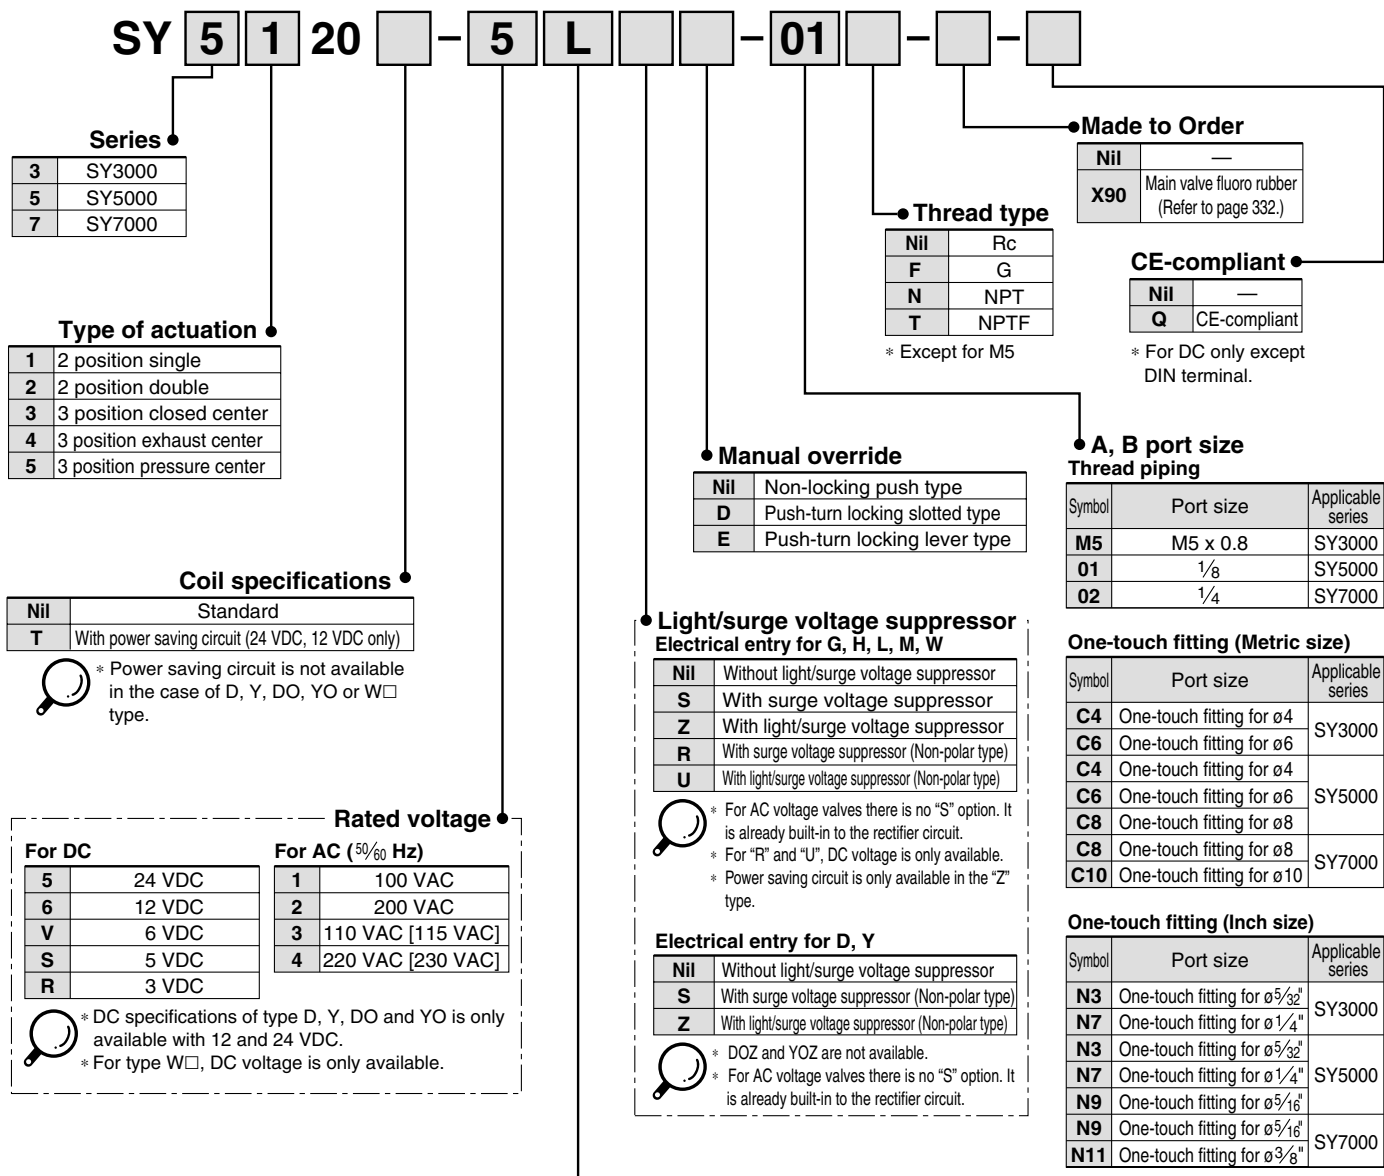 SY 5 1 20 – 5 L – 01 – –
Series
3 SY3000
5 SY5000
7 SY7000
Type of actuation
1 2 position single
2 2 position double
3 3 position closed center
4 3 position exhaust center
5 3 position pressure center
Coil specifications
Nil Standard
T With power saving circuit (24 VDC, 12 VDC only)
* Power saving circuit is not available
in the case of D, Y, DO, YO or W□
type.
Rated voltage
For DC
5 24 VDC
6 12 VDC
V 6 VDC
S 5 VDC
R 3 VDC
For AC (50/60 Hz)
1 100 VAC
2 200 VAC
3 110 VAC [115 VAC]
4 220 VAC [230 VAC]
* DC specifications of type D, Y, DO and YO is only
available with 12 and 24 VDC.
* For type W□, DC voltage is only available.
Light/surge voltage suppressor
Electrical entry for G, H, L, M, W
Nil Without light/surge voltage suppressor
S With surge voltage suppressor
Z With light/surge voltage suppressor
R With surge voltage suppressor (Non-polar type)
U With light/surge voltage suppressor (Non-polar type)
* For AC voltage valves there is no “S” option. It
is already built-in to the rectifier circuit.
* For “R” and “U”, DC voltage is only available.
* Power saving circuit is only available in the “Z”
type.
Electrical entry for D, Y
Nil Without light/surge voltage suppressor
S With surge voltage suppressor (Non-polar type)
Z With light/surge voltage suppressor (Non-polar type)
* DOZ and YOZ are not available.
* For AC voltage valves there is no “S” option. It
is already built-in to the rectifier circuit.
Manual override
Nil Non-locking push type
D Push-turn locking slotted type
E Push-turn locking lever type
Thread type
Nil Rc
F G
N NPT
T NPTF
* Except for M5
Made to Order
Nil —
X90 Main valve fluoro rubber
(Refer to page 332.)
CE-compliant
Nil —
Q CE-compliant
* For DC only except
DIN terminal.
A, B port size
Thread piping
Symbol Port size Applicable
series
M5 M5 x 0.8 SY3000
01 1/8 SY5000
02 1/4 SY7000
One-touch fitting (Metric size)
Symbol Port size Applicable
series
C4 One-touch fitting for ø4 SY3000
C6 One-touch fitting for ø6
C4 One-touch fitting for ø4
C6 One-touch fitting for ø6 SY5000
C8 One-touch fitting for ø8
C8 One-touch fitting for ø8 SY7000
C10 One-touch fitting for ø10
One-touch fitting (Inch size)
Symbol Port size Applicable
series
N3 One-touch fitting for ø5/32" SY3000
N7 One-touch fitting for ø1/4"
N3 One-touch fitting for ø5/32"
N7 One-touch fitting for ø1/4" SY5000
N9 One-touch fitting for ø5/16"
N9 One-touch fitting for ø5/16" SY7000
N11 One-touch fitting for ø3/8"